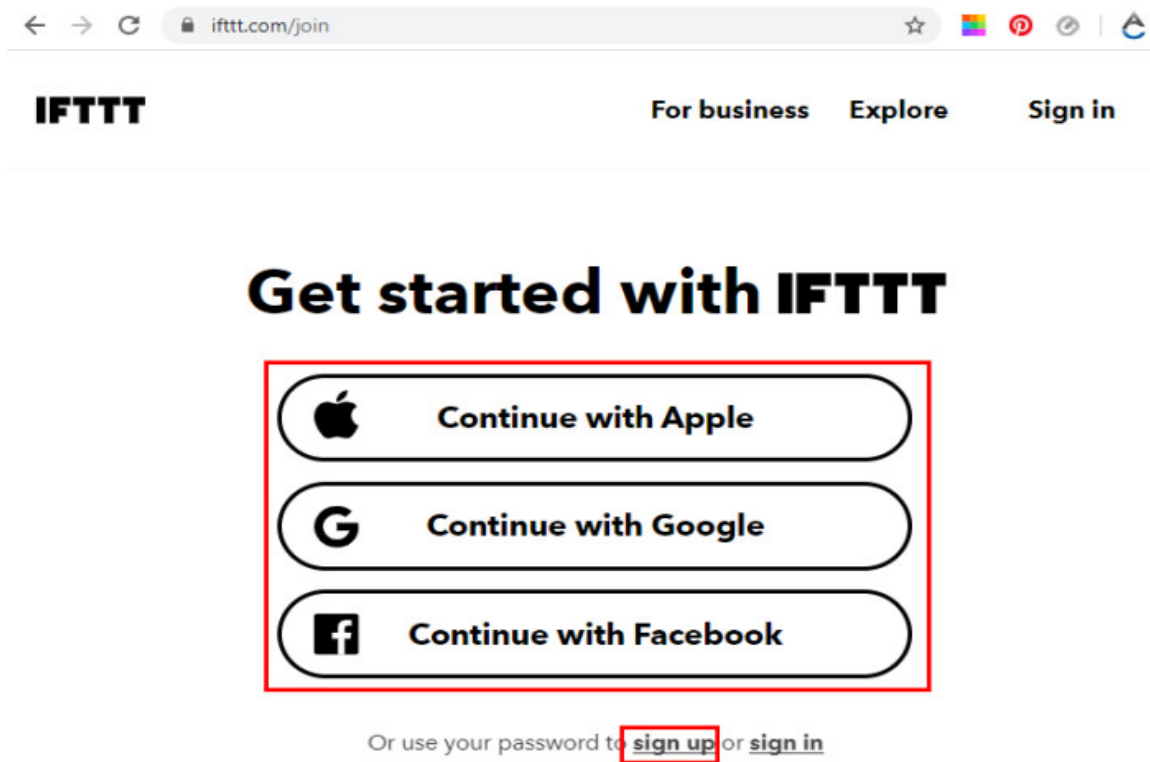 ifttt.com/join
IFTTT For business Explore Sign in
Get started with IFTTT
Continue with Apple
Continue with Google
Continue with Facebook
Or use your password to sign up or sign in